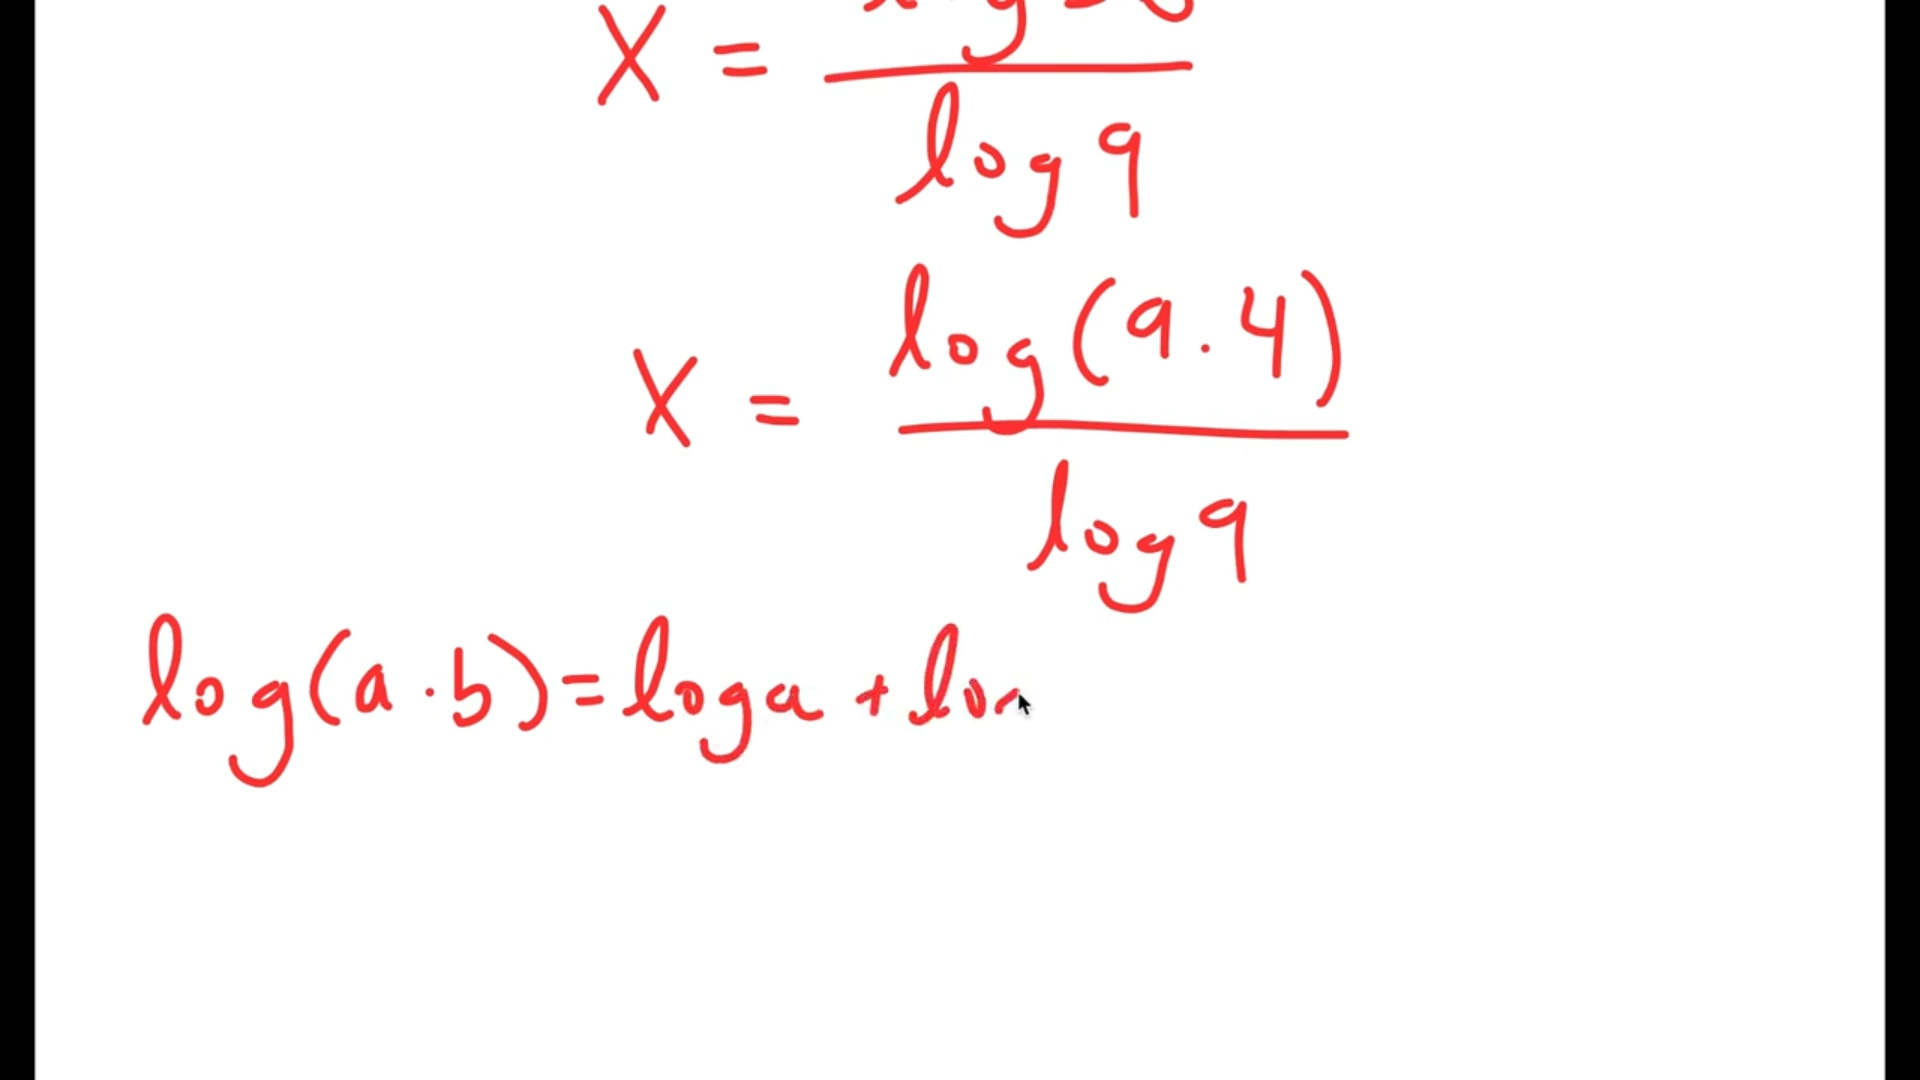 X =
log 9
X = log(9.4)
log 9
log(a·b)=log a + lo